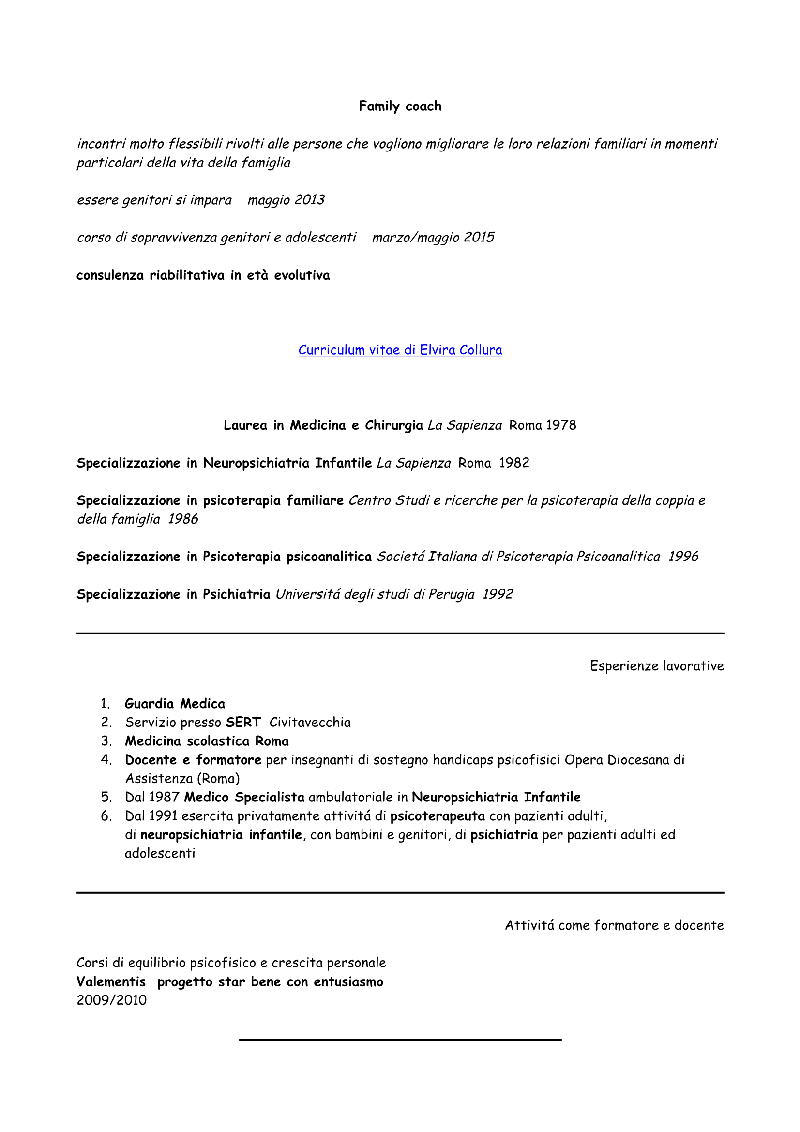 Family coach
incontri molto flessibili rivolti alle persone che vogliono migliorare le loro relazioni familiari in momenti
particolari della vita della famiglia
essere genitori si impara    maggio 2013
corso di sopravvivenza genitori e adolescenti    marzo/maggio 2015
consulenza riabilitativa in età evolutiva
Curriculum vitae di Elvira Collura
Laurea in Medicina e Chirurgia La Sapienza  Roma 1978
Specializzazione in Neuropsichiatria Infantile La Sapienza  Roma  1982
Specializzazione in psicoterapia familiare Centro Studi e ricerche per la psicoterapia della coppia e
della famiglia  1986
Specializzazione in Psicoterapia psicoanalitica Societá Italiana di Psicoterapia Psicoanalitica  1996
Specializzazione in Psichiatria Universitá degli studi di Perugia  1992
Esperienze lavorative
1. Guardia Medica
2. Servizio presso SERT  Civitavecchia
3. Medicina scolastica Roma
4. Docente e formatore per insegnanti di sostegno handicaps psicofisici Opera Diocesana di
Assistenza (Roma)
5. Dal 1987 Medico Specialista ambulatoriale in Neuropsichiatria Infantile
6. Dal 1991 esercita privatamente attivitá di psicoterapeuta con pazienti adulti,
di neuropsichiatria infantile, con bambini e genitori, di psichiatria per pazienti adulti ed
adolescenti
Attivitá come formatore e docente
Corsi di equilibrio psicofisico e crescita personale
Valementis  progetto star bene con entusiasmo
2009/2010